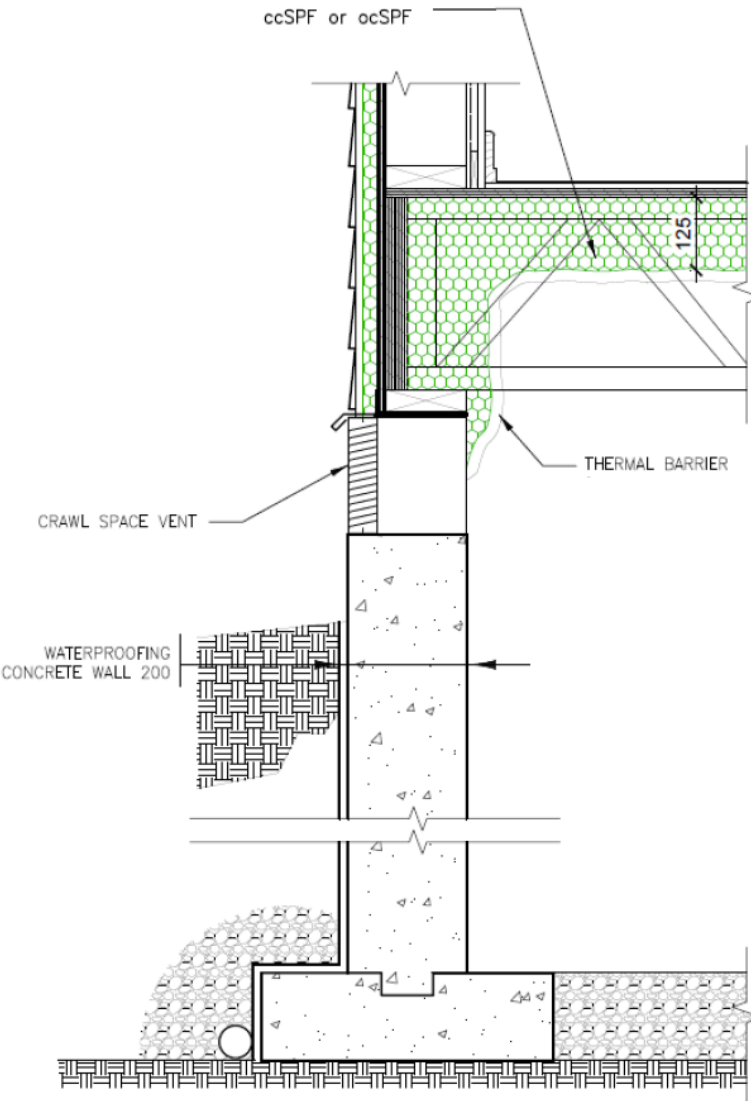 ccSPF or ocSPF
125
THERMAL BARRIER
CRAWL SPACE VENT
WATERPROOFING
CONCRETE WALL 200